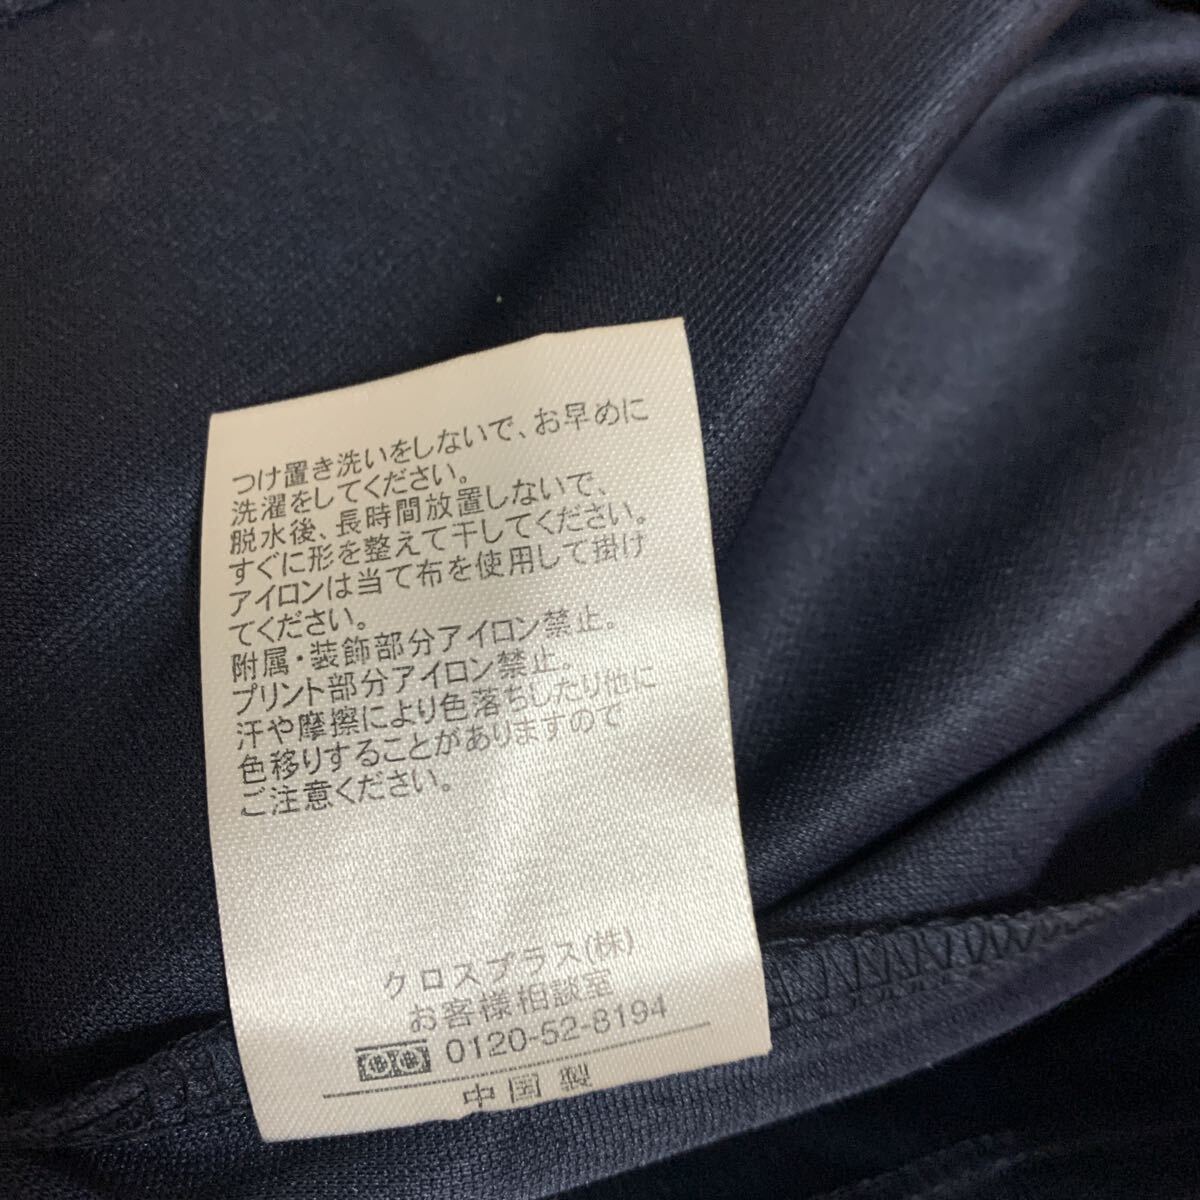 つけ置き洗いをしないで、お早めに
洗濯をしてください。
脱水後、長時間放置しないで、
すぐに形を整えて干してください。
アイロンは当て布を使用して掛け
てください。
附属・装飾部分アイロン禁止。
プリント部分アイロン禁止。
汗や摩擦により色落ちしたり他に
色移りすることがありますので
ご注意ください。
クロスプラス(株)
お客様相談室
0120-52-8194
中国製